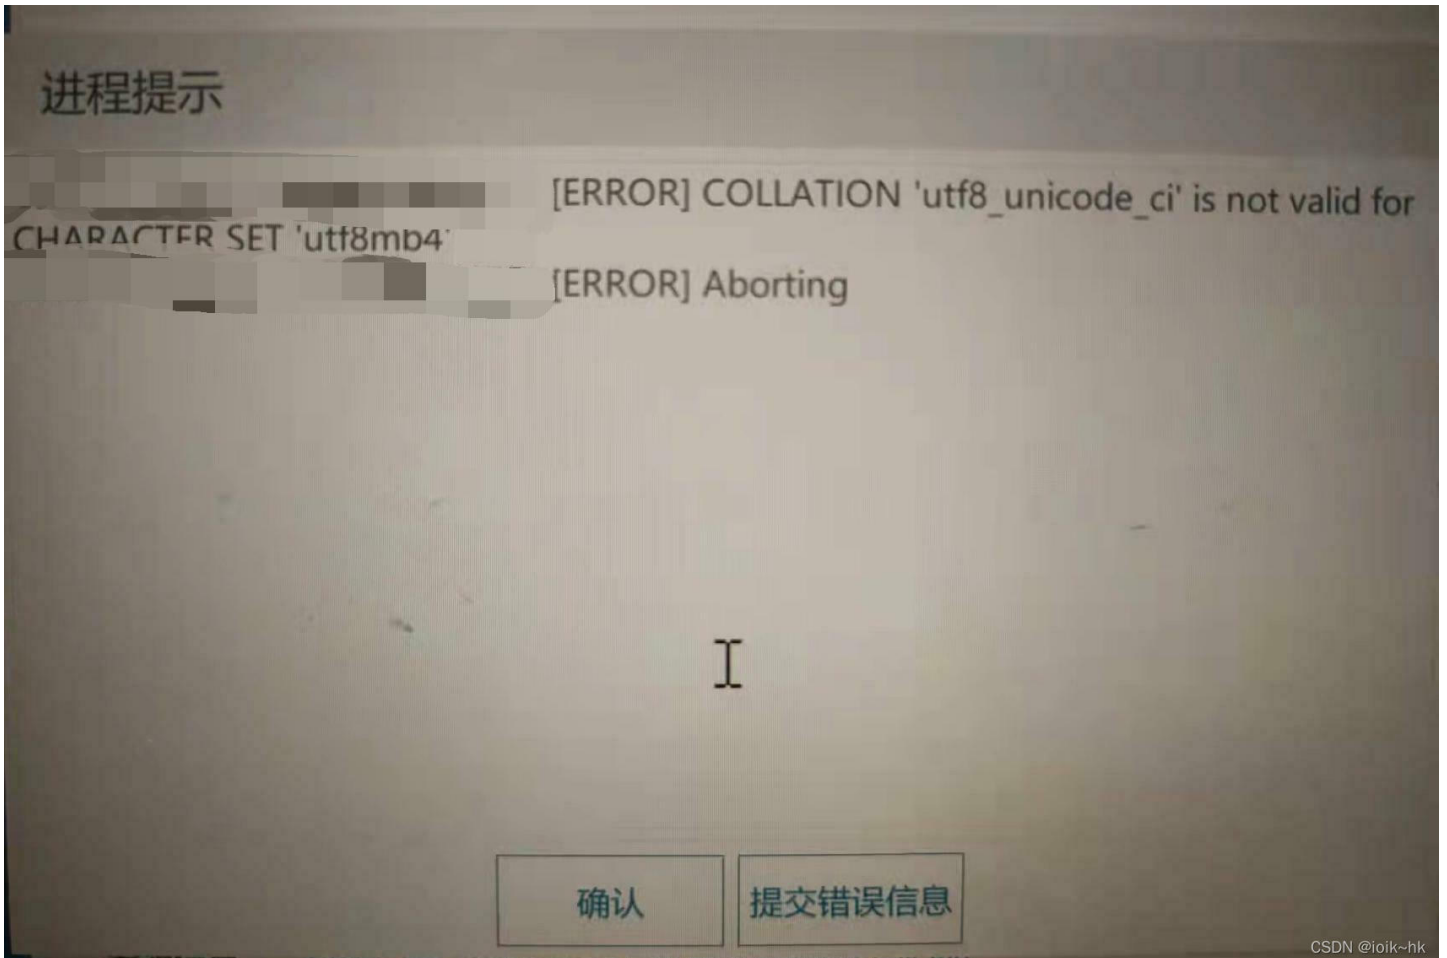 进程提示
[ERROR] COLLATION 'utf8_unicode_ci' is not valid for
CHARACTER SET 'utf8mb4'
[ERROR] Aborting
确认
提交错误信息
CSDN @ioik~hk